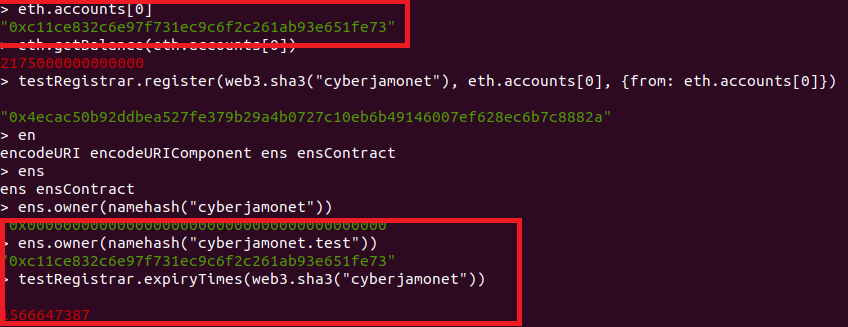 > eth.accounts[0]
"0xc11ce832c6e97f731ec9c6f2c261ab93e651fe73"
> eth.getBalance(eth.accounts[0])
2175000000000000
> testRegistrar.register(web3.sha3("cyberjamonet"), eth.accounts[0], {from: eth.accounts[0]})
"0x4ecac50b92ddbea527fe379b29a4b0727c10eb6b49146007ef628ec6b7c8882a"
> en
encodeURI encodeURIComponent ens ensContract
> ens
ens ensContract
> ens.owner(namehash("cyberjamonet"))
"0x0000000000000000000000000000000000000000
> ens.owner(namehash("cyberjamonet.test"))
"0xc11ce832c6e97f731ec9c6f2c261ab93e651fe73"
> testRegistrar.expiryTimes(web3.sha3("cyberjamonet"))
1566647387